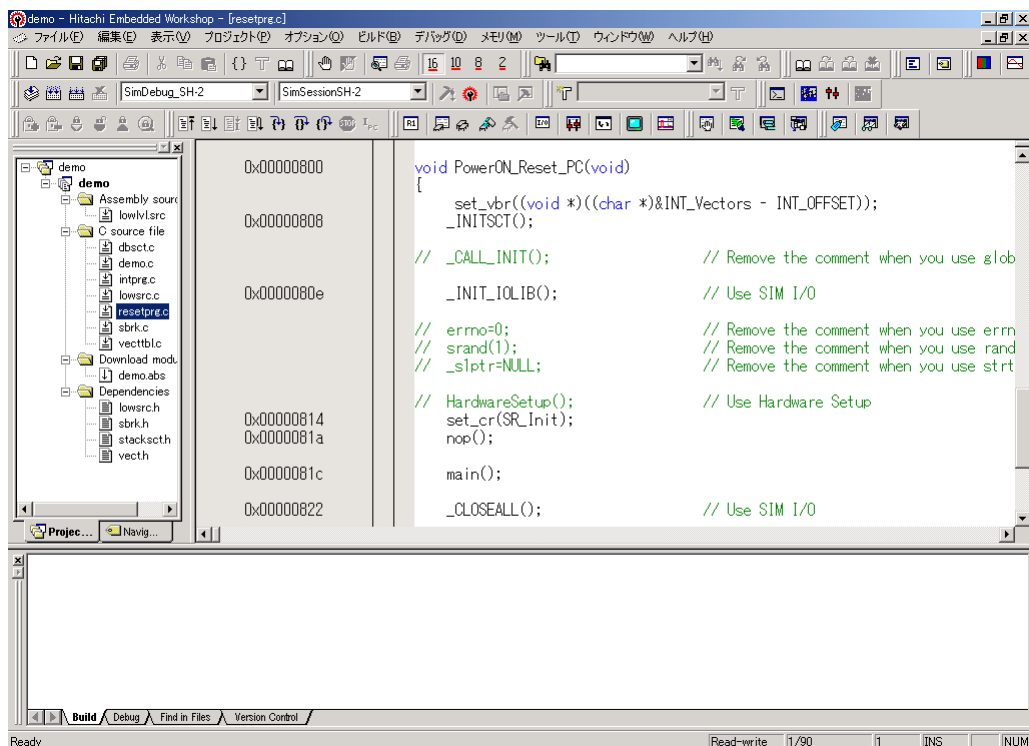 demo - Hitachi Embedded Workshop - [resetprg.c]
ファイル(F) 編集(E) 表示(V) プロジェクト(P) オプション(O) ビルド(B) デバッグ(D) メモリ(M) ツール(T) ウィンドウ(W) ヘルプ(H)
16 10 8 2
SimDebug_SH-2 SimSessionSH-2
demo
demo
Assembly sourc
lowlvl.src
C source file
dbsct.c
demo.c
intprg.c
lowsrc.c
resetprg.c
sbrk.c
vecttbl.c
Download modu
demo.abs
Dependencies
lowsrc.h
sbrk.h
stacksct.h
vect.h
Projec... Navig...
0x00000800 void PowerON_Reset_PC(void)
{
set_vbr((void *)((char *)&INT_Vectors - INT_OFFSET));
0x00000808 _INITSCT();
// _CALL_INIT(); // Remove the comment when you use glob
0x0000080e _INIT_IOLIB(); // Use SIM I/O
// errno=0; // Remove the comment when you use errn
// srand(1); // Remove the comment when you use rand
// _s1ptr=NULL; // Remove the comment when you use strt
// HardwareSetup(); // Use Hardware Setup
0x00000814 set_cr(SR_Init);
0x0000081a nop();
0x0000081c main();
0x00000822 _CLOSEALL(); // Use SIM I/O
Build Debug Find in Files Version Control
Ready Read-write 1/90 1 INS NUM